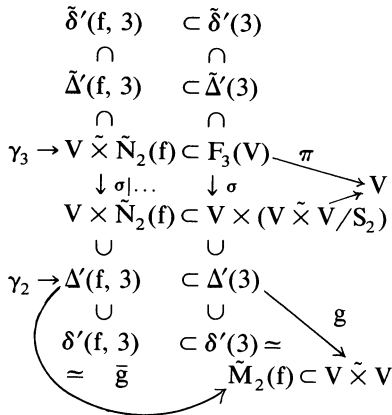 δ̃′(f, 3) ⊂ δ̃′(3)
∩ ∩
Δ̃′(f, 3) ⊂ Δ̃′(3)
∩ ∩
γ₃ → V ×̃ Ñ₂(f) ⊂ F₃(V) π
↓ σ|… ↓ σ V
V × Ñ₂(f) ⊂ V × (V ×̃ V/S₂)
∪ ∪
γ₂ → Δ′(f, 3) ⊂ Δ′(3)
∪ ∪ g
δ′(f, 3) ⊂ δ′(3) ≃
≃ ḡ M̃₂(f) ⊂ V ×̃ V